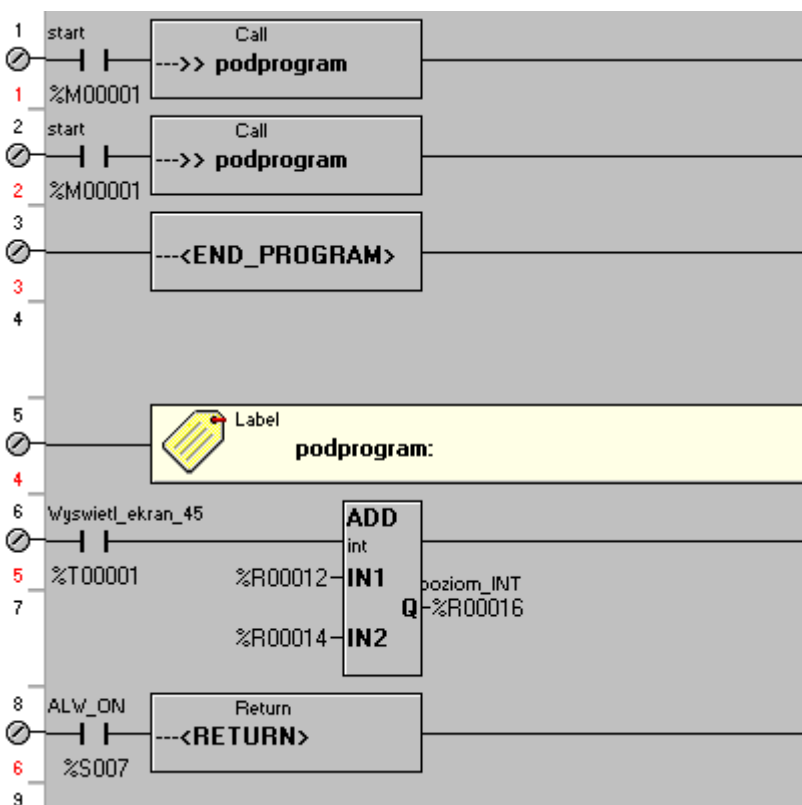 1 start Call
--->> podprogram
1 %M00001
2 start Call
--->> podprogram
2 %M00001
3
---<END_PROGRAM>
3
4
5 Label
podprogram:
4
6 Wyswietl_ekran_45 ADD
int
5 %T00001 %R00012 IN1 poziom_INT
7 Q %R00016
%R00014 IN2
8 ALW_ON Return
---<RETURN>
6 %S007
9